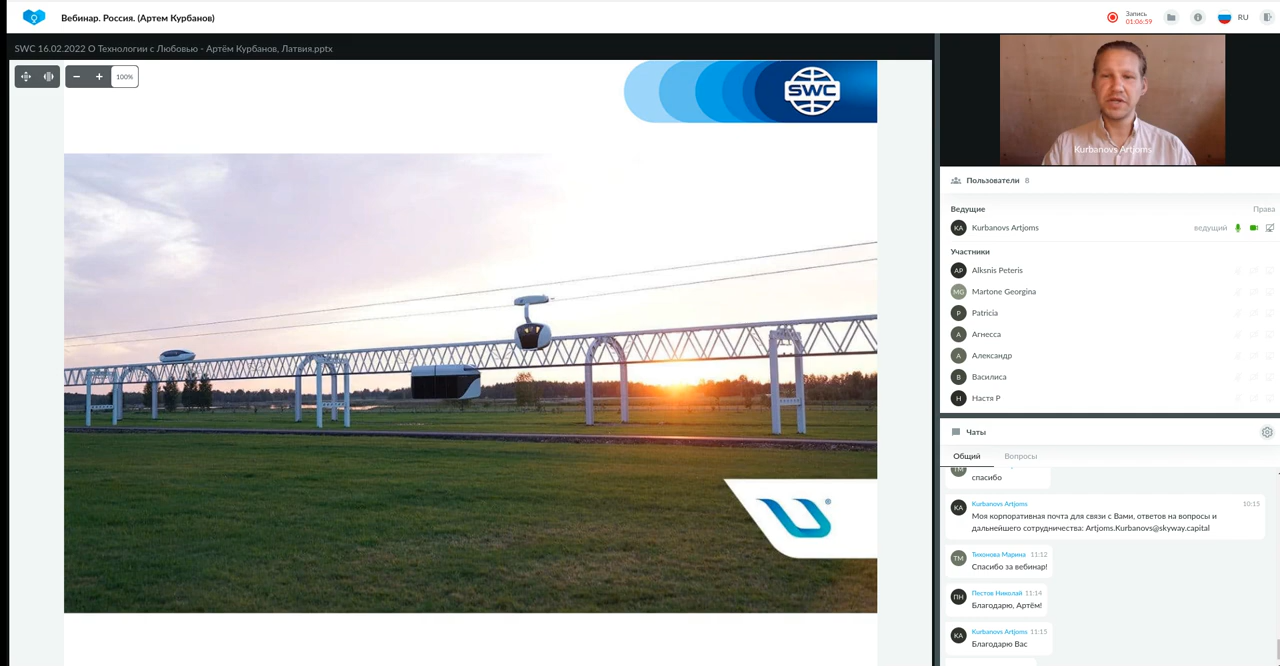 Вебинар. Россия. (Артем Курбанов)
Запись
01:06:59
RU
SWC 16.02.2022 О Технологии с Любовью - Артём Курбанов, Латвия.pptx
100%
SWC
®
Kurbanovs Artjoms
Пользователи 8
Ведущие Права
KA Kurbanovs Artjoms ведущий
Участники
AP Alksnis Peteris
MG Martone Georgina
P Patricia
А Агнесса
А Александр
В Василиса
Н Настя Р
Чаты
Общий Вопросы
ТМ
спасибо
KA Kurbanovs Artjoms 10:15
Моя корпоративная почта для связи с Вами, ответов на вопросы и
дальнейшего сотрудничества: Artjoms.Kurbanovs@skyway.capital
ТМ Тихонова Марина 11:12
Спасибо за вебинар!
ПН Пестов Николай 11:14
Благодарю, Артём!
KA Kurbanovs Artjoms 11:15
Благодарю Вас